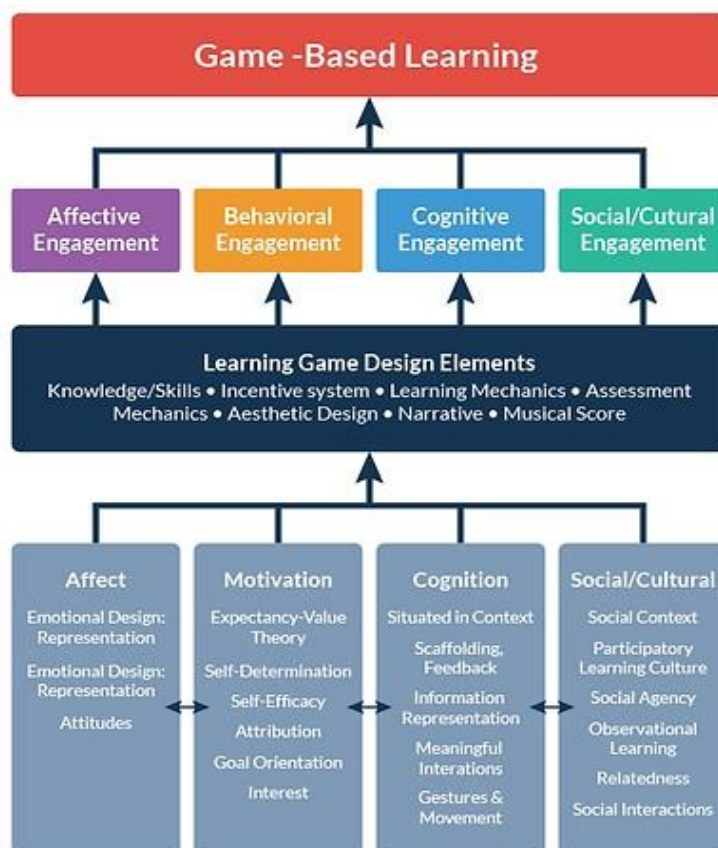 Game -Based Learning
Affective
Engagement
Behavioral
Engagement
Cognitive
Engagement
Social/Cutural
Engagement
Learning Game Design Elements
Knowledge/Skills • Incentive system • Learning Mechanics • Assessment
Mechanics • Aesthetic Design • Narrative • Musical Score
Affect
Emotional Design:
Representation
Emotional Design:
Representation
Attitudes
Motivation
Expectancy-Value
Theory
Self-Determination
Self-Efficacy
Attribution
Goal Orientation
Interest
Cognition
Situated in Context
Scaffolding,
Feedback
Information
Representation
Meaningful
Interations
Gestures &
Movement
Social/Cultural
Social Context
Participatory
Learning Culture
Social Agency
Observational
Learning
Relatedness
Social Interactions